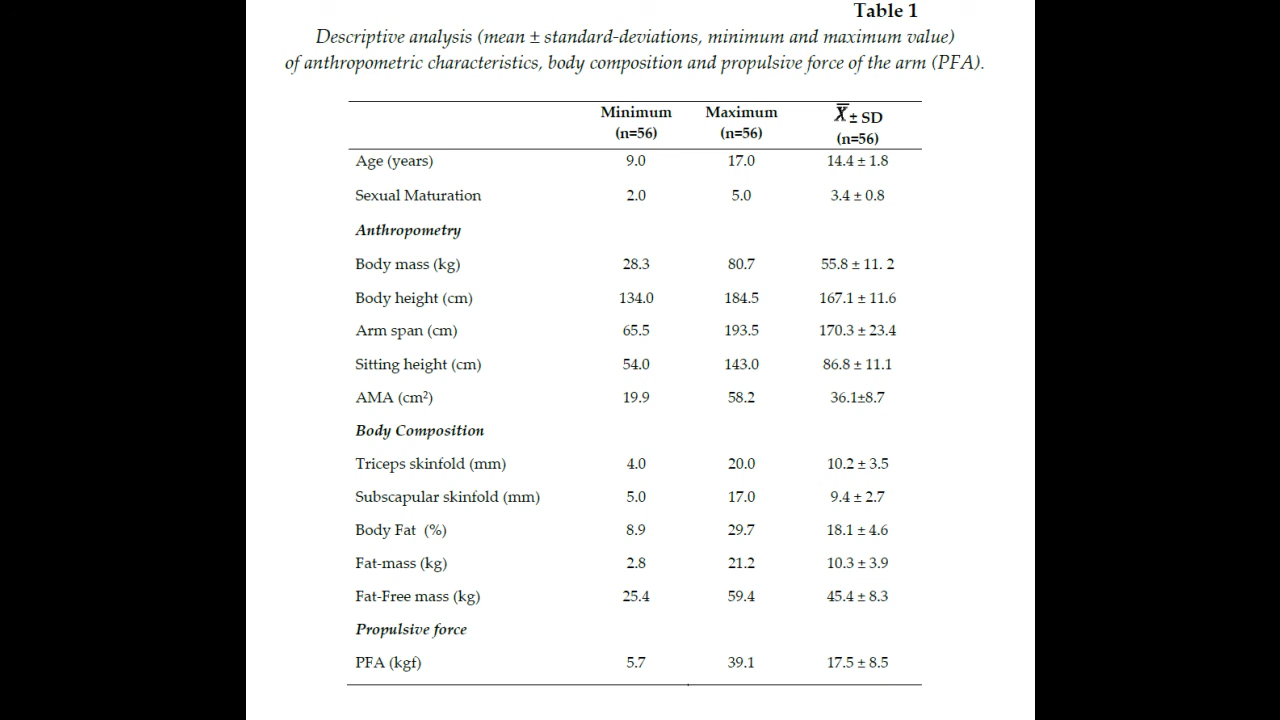 Table 1
Descriptive analysis (mean ± standard-deviations, minimum and maximum value)
of anthropometric characteristics, body composition and propulsive force of the arm (PFA).
Minimum Maximum X̅ ± SD
(n=56) (n=56) (n=56)
Age (years) 9.0 17.0 14.4 ± 1.8
Sexual Maturation 2.0 5.0 3.4 ± 0.8
Anthropometry
Body mass (kg) 28.3 80.7 55.8 ± 11. 2
Body height (cm) 134.0 184.5 167.1 ± 11.6
Arm span (cm) 65.5 193.5 170.3 ± 23.4
Sitting height (cm) 54.0 143.0 86.8 ± 11.1
AMA (cm²) 19.9 58.2 36.1±8.7
Body Composition
Triceps skinfold (mm) 4.0 20.0 10.2 ± 3.5
Subscapular skinfold (mm) 5.0 17.0 9.4 ± 2.7
Body Fat (%) 8.9 29.7 18.1 ± 4.6
Fat-mass (kg) 2.8 21.2 10.3 ± 3.9
Fat-Free mass (kg) 25.4 59.4 45.4 ± 8.3
Propulsive force
PFA (kgf) 5.7 39.1 17.5 ± 8.5